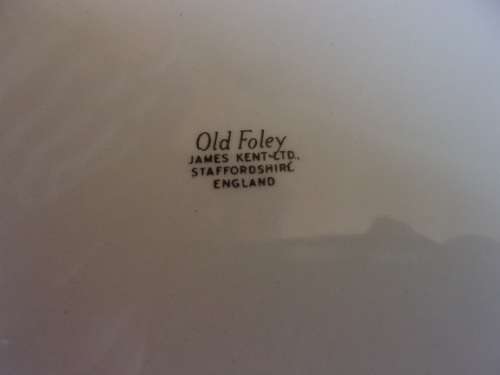 Old Foley
JAMES KENT LTD.,
STAFFORDSHIRE
ENGLAND